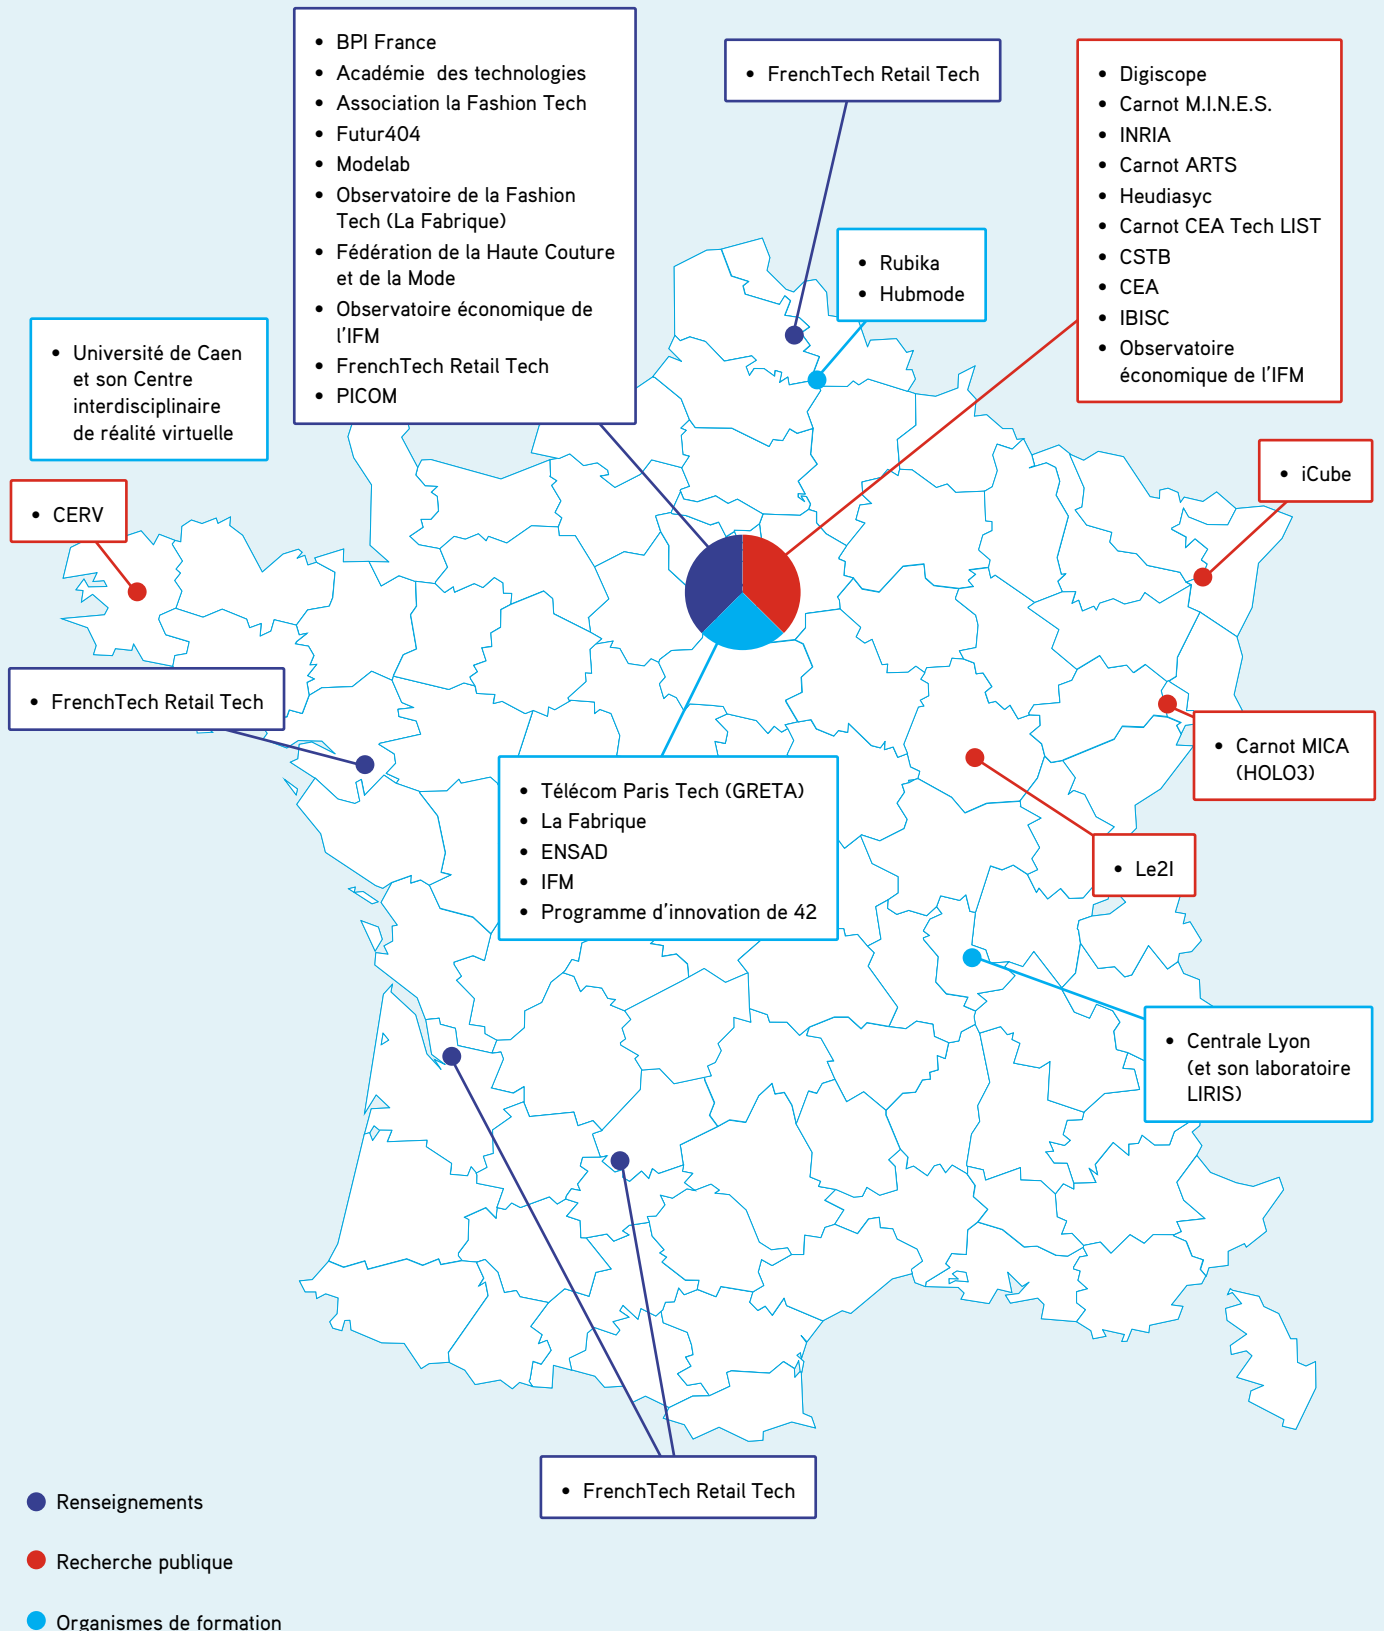 • BPI France
• Académie des technologies
• Association la Fashion Tech
• Futur404
• Modelab
• Observatoire de la Fashion
Tech (La Fabrique)
• Fédération de la Haute Couture
et de la Mode
• Observatoire économique de
l'IFM
• FrenchTech Retail Tech
• PICOM
• FrenchTech Retail Tech
• Digiscope
• Carnot M.I.N.E.S.
• INRIA
• Carnot ARTS
• Heudiasyc
• Carnot CEA Tech LIST
• CSTB
• CEA
• IBISC
• Observatoire
économique de l'IFM
• Rubika
• Hubmode
• Université de Caen
et son Centre
interdisciplinaire
de réalité virtuelle
• CERV
• iCube
• FrenchTech Retail Tech
• Carnot MICA
(HOLO3)
• Télécom Paris Tech (GRETA)
• La Fabrique
• ENSAD
• IFM
• Programme d'innovation de 42
• Le2I
• Centrale Lyon
(et son laboratoire
LIRIS)
• FrenchTech Retail Tech
Renseignements
Recherche publique
Organismes de formation